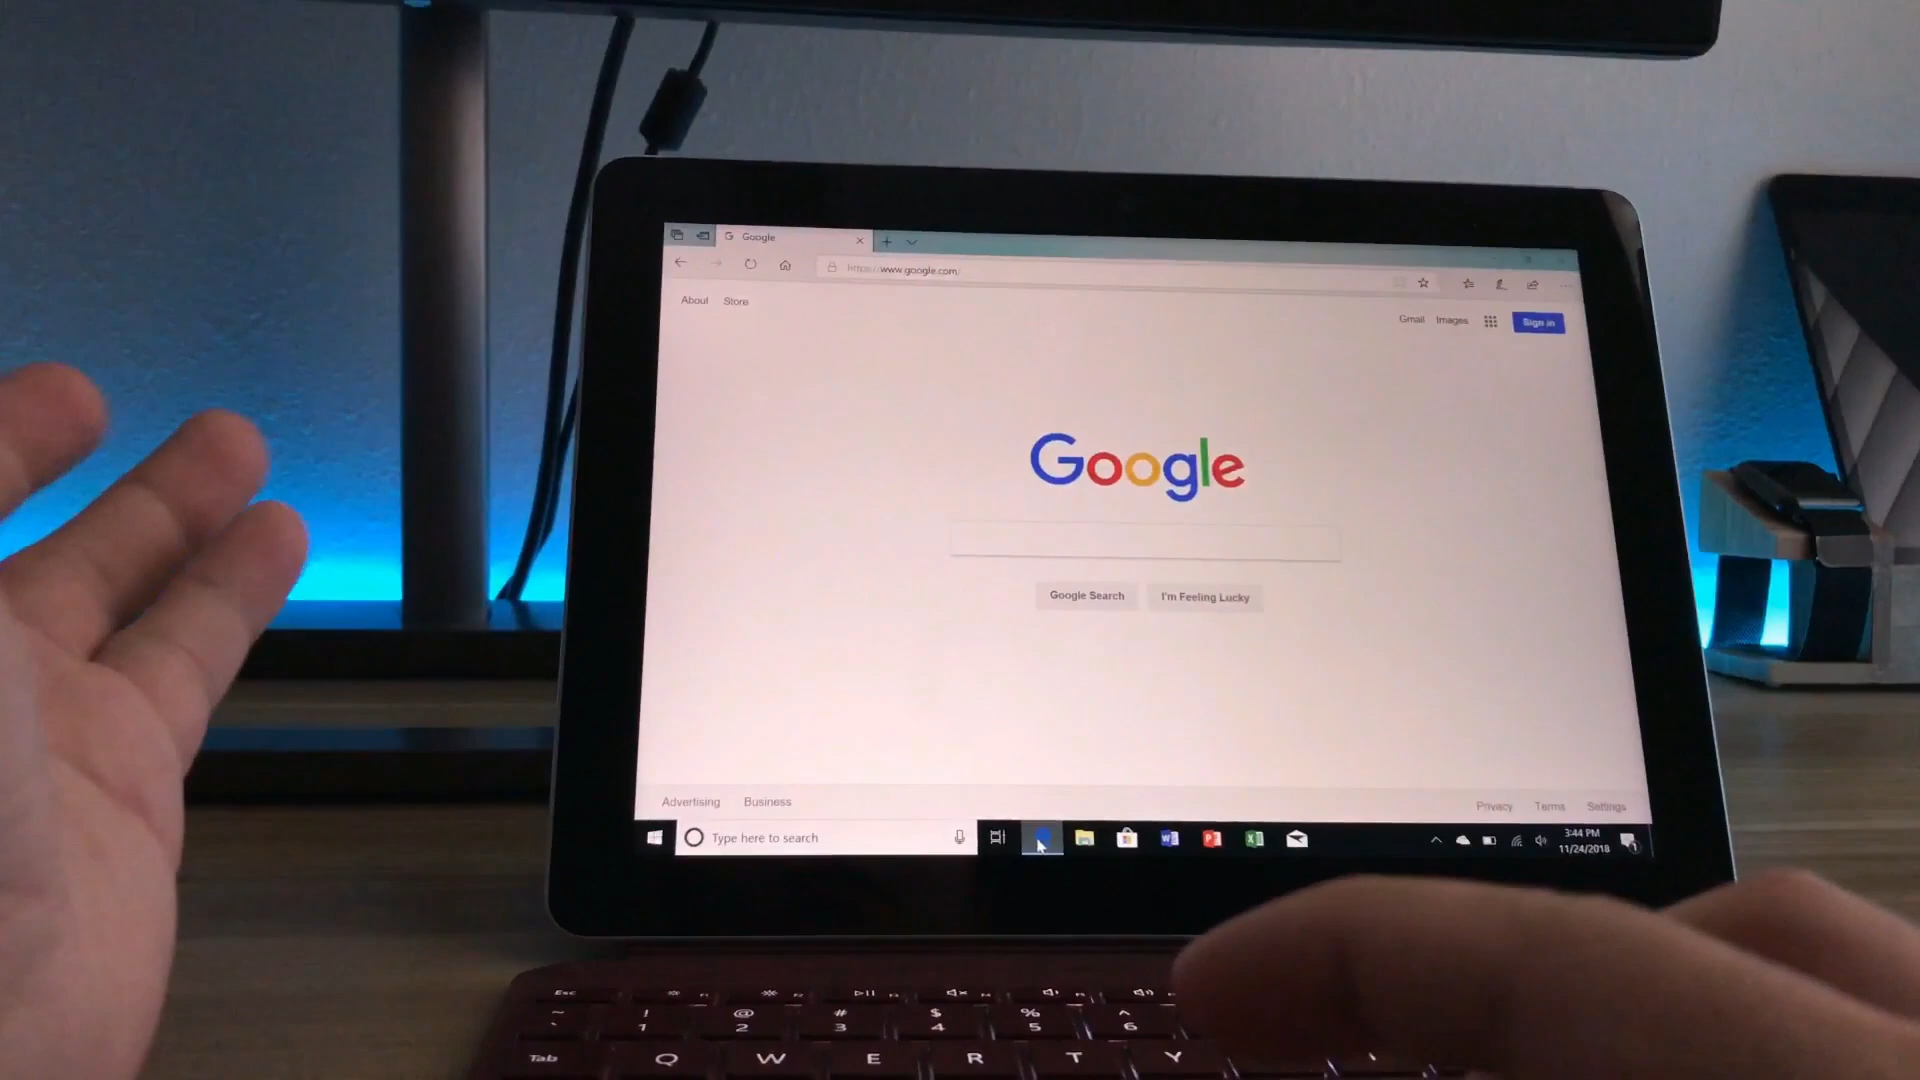 Google
https://www.google.com/
About Store
Gmail Images Sign in
Google
Google Search I'm Feeling Lucky
Advertising Business
Privacy Terms Settings
Type here to search
3:44 PM
11/24/2018
Esc
~ ! @ # $ % ^
` 1 2 3 4 5 6
Tab Q W E R T Y